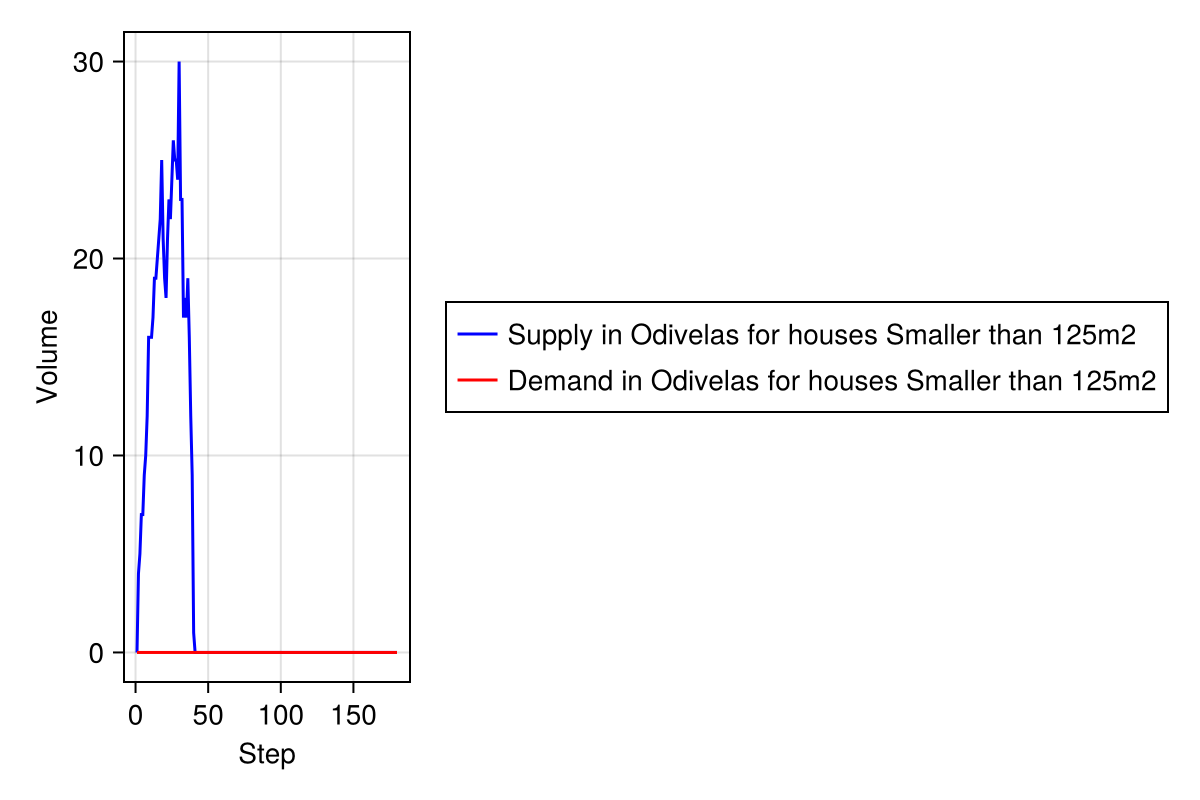 30
20
10
0
Volume
0 50 100 150
Step
Supply in Odivelas for houses Smaller than 125m2
Demand in Odivelas for houses Smaller than 125m2